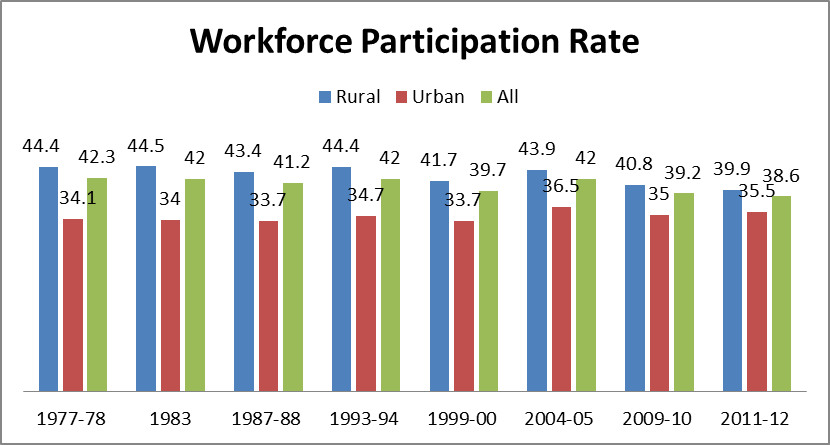 Workforce Participation Rate
Rural Urban All
44.4 34.1 42.3
44.5 34 42
43.4 33.7 41.2
44.4 34.7 42
41.7 33.7 39.7
43.9 36.5 42
40.8 35 39.2
39.9 35.5 38.6
1977-78 1983 1987-88 1993-94 1999-00 2004-05 2009-10 2011-12